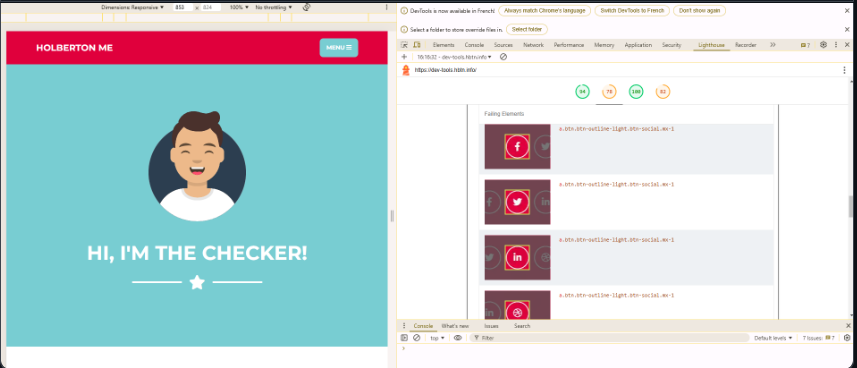 Dimensions: Responsive ▼ 855 x 824 100% ▼ No throttling ▼
HOLBERTON ME
MENU
HI, I'M THE CHECKER!
DevTools is now available in French! Always match Chrome's language Switch DevTools to French Don't show again
Select a folder to store override files in. Select folder
Elements Console Sources Network Performance Memory Application Security Lighthouse Recorder » 7
dev-tools.hbtn.info
https://dev-tools.hbtn.info/
94 78 100 82
Failing Elements
a.btn.btn-outline-light.btn-social.mx-1
a.btn.btn-outline-light.btn-social.mx-1
a.btn.btn-outline-light.btn-social.mx-1
a.btn.btn-outline-light.btn-social.mx-1
Console What's new Issues Search
top ▼ Filter Default levels ▼ 7 Issues: 7